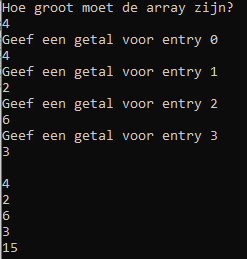 Hoe groot moet de array zijn?
4
Geef een getal voor entry 0
4
Geef een getal voor entry 1
2
Geef een getal voor entry 2
6
Geef een getal voor entry 3
3

4
2
6
3
15